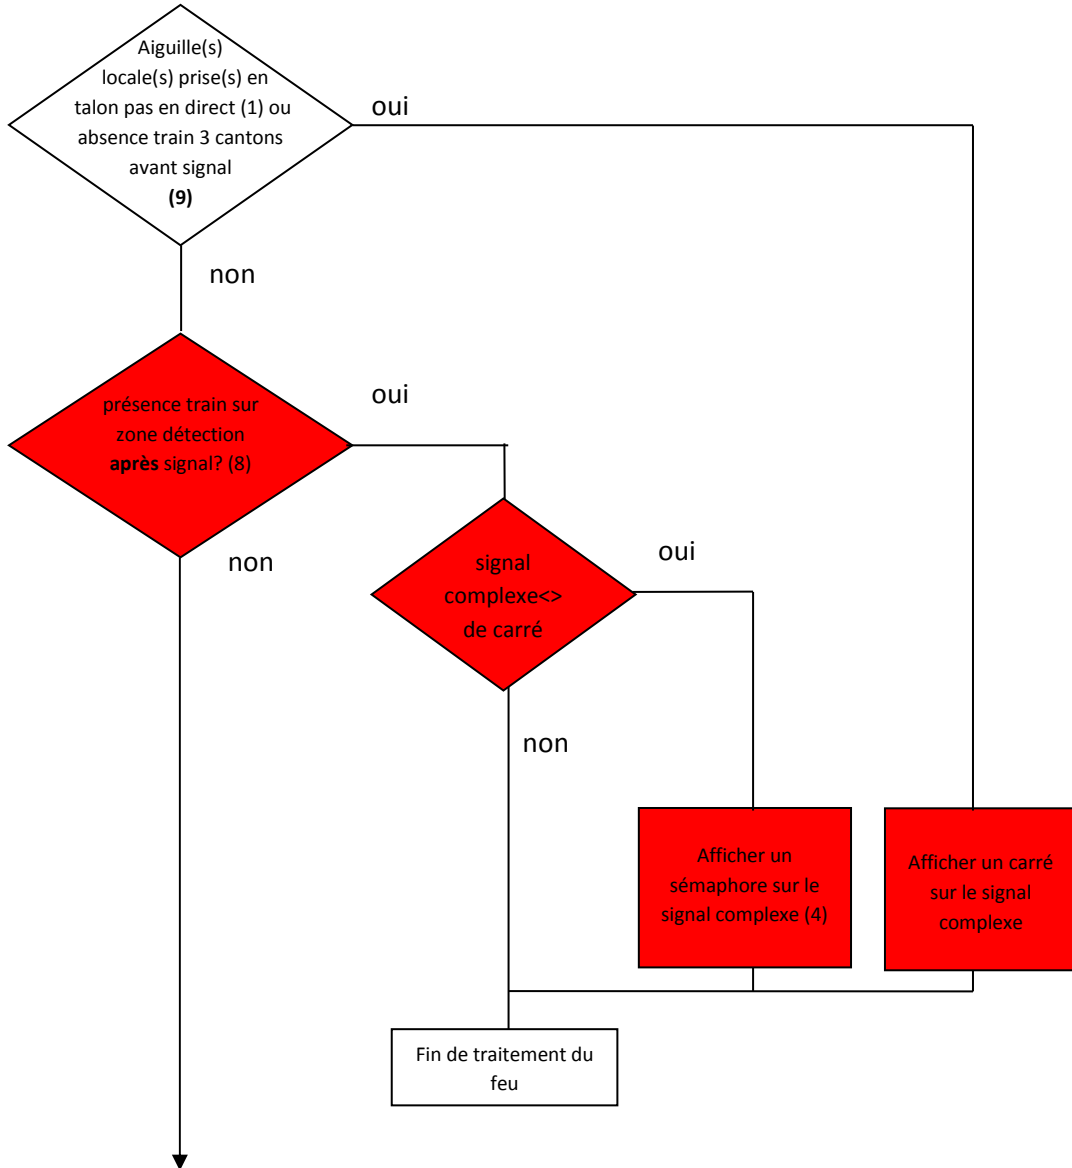 Aiguille(s)
locale(s) prise(s) en
talon pas en direct (1) ou
absence train 3 cantons
avant signal
(9)
oui
non
présence train sur
zone détection
après signal? (8)
oui
non
signal
complexe<>
de carré
oui
non
Afficher un
sémaphore sur le
signal complexe (4)
Afficher un carré
sur le signal
complexe
Fin de traitement du
feu